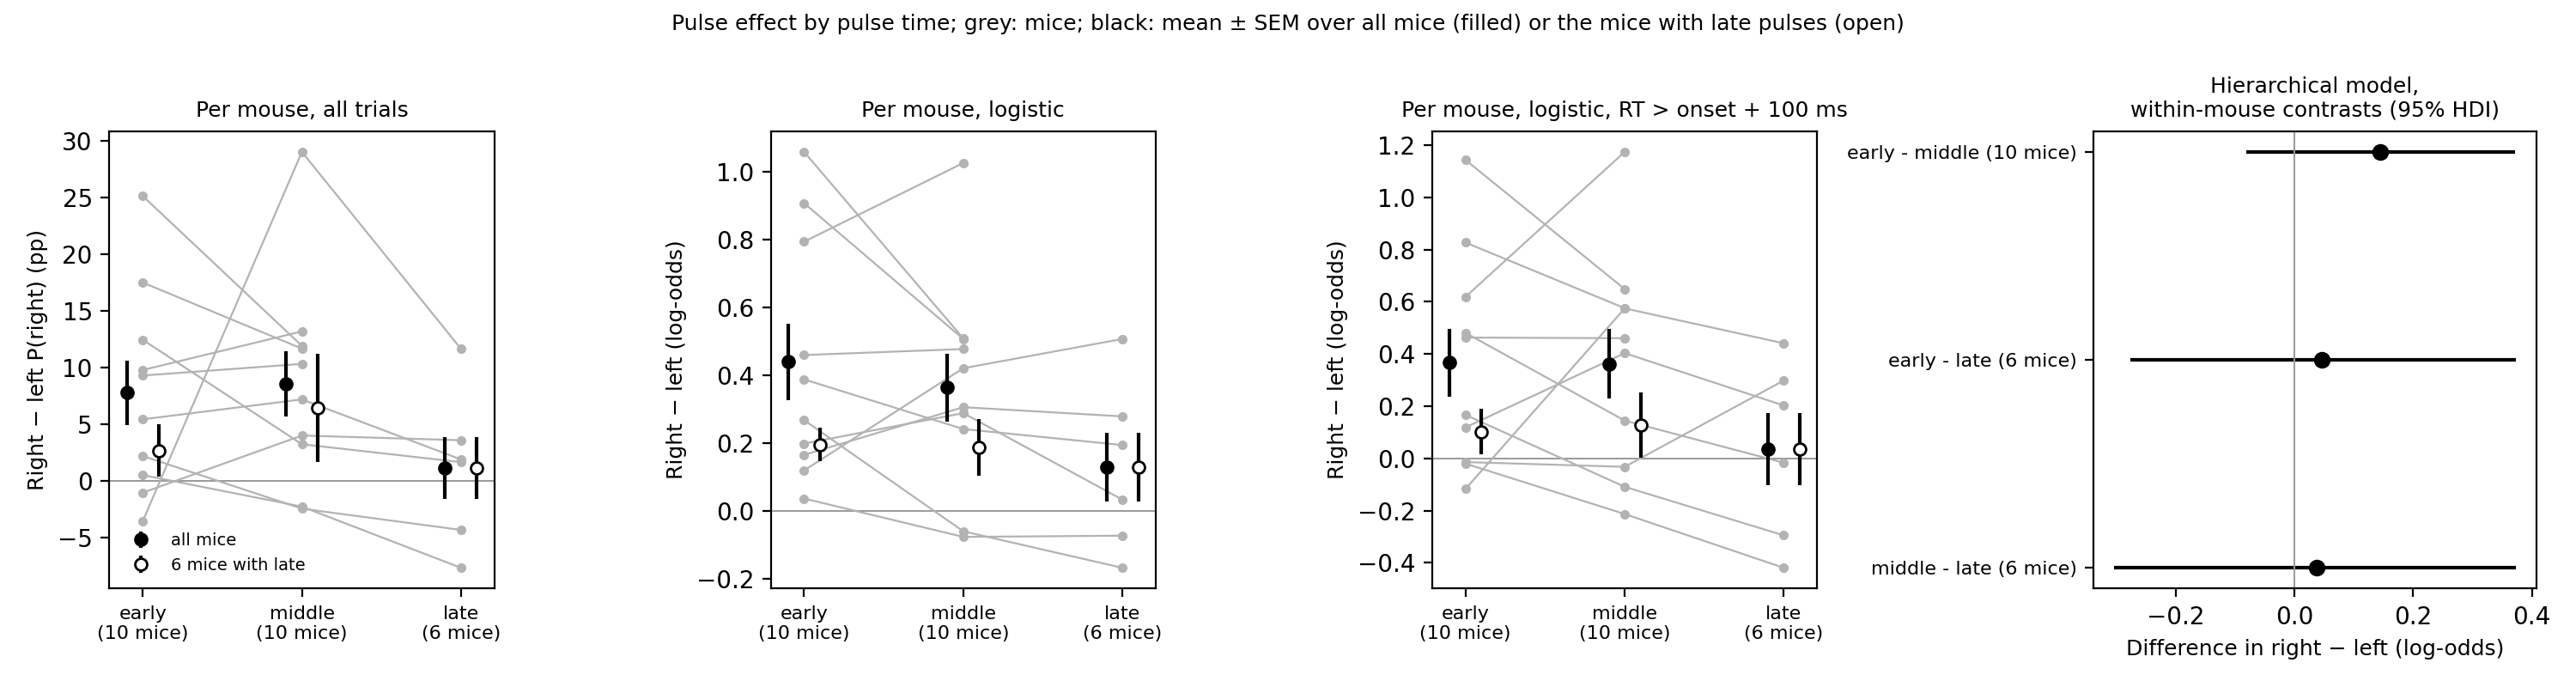 Pulse effect by pulse time; grey: mice; black: mean ± SEM over all mice (filled) or the mice with late pulses (open)
Per mouse, all trials
Right − left P(right) (pp)
30
25
20
15
10
5
0
−5
all mice
6 mice with late
early
(10 mice)
middle
(10 mice)
late
(6 mice)
Per mouse, logistic
Right − left (log-odds)
1.0
0.8
0.6
0.4
0.2
0.0
−0.2
early
(10 mice)
middle
(10 mice)
late
(6 mice)
Per mouse, logistic, RT > onset + 100 ms
Right − left (log-odds)
1.2
1.0
0.8
0.6
0.4
0.2
0.0
−0.2
−0.4
early
(10 mice)
middle
(10 mice)
late
(6 mice)
Hierarchical model,
within-mouse contrasts (95% HDI)
early - middle (10 mice)
early - late (6 mice)
middle - late (6 mice)
−0.2
0.0
0.2
0.4
Difference in right − left (log-odds)